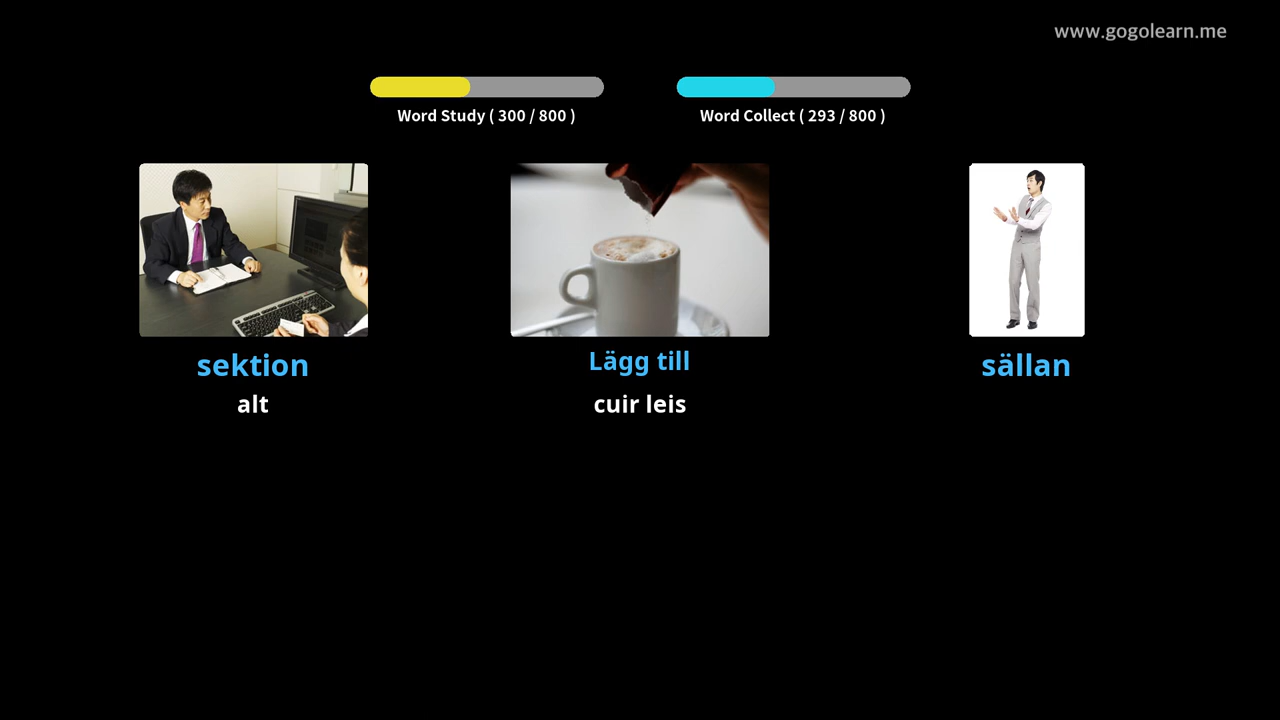 www.gogolearn.me
Word Study ( 300 / 800 )
Word Collect ( 293 / 800 )
sektion
alt
Lägg till
cuir leis
sällan